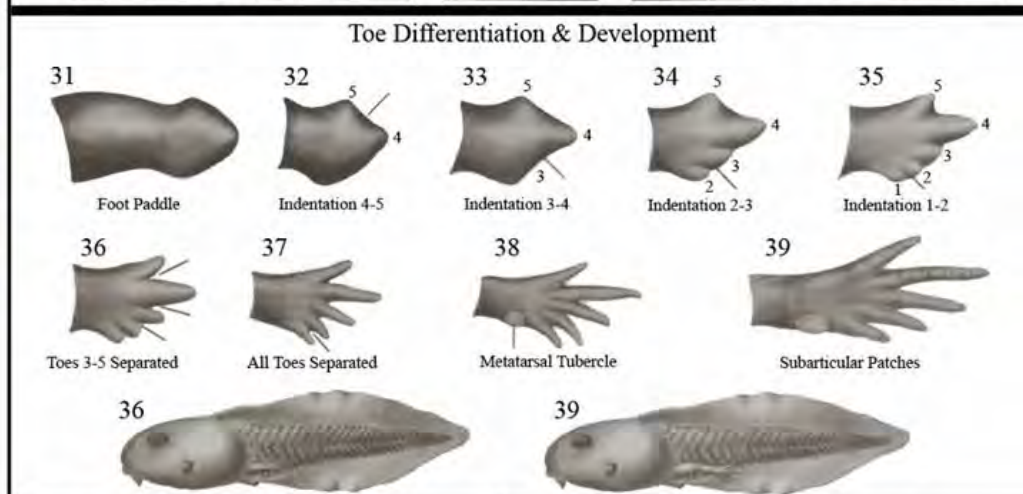 Toe Differentiation & Development
31 32 33 34 35
5 5 5 5
4 4 4 4
3 3 3
2 2
1
Foot Paddle Indentation 4-5 Indentation 3-4 Indentation 2-3 Indentation 1-2
36 37 38 39
Toes 3-5 Separated All Toes Separated Metatarsal Tubercle Subarticular Patches
36 39